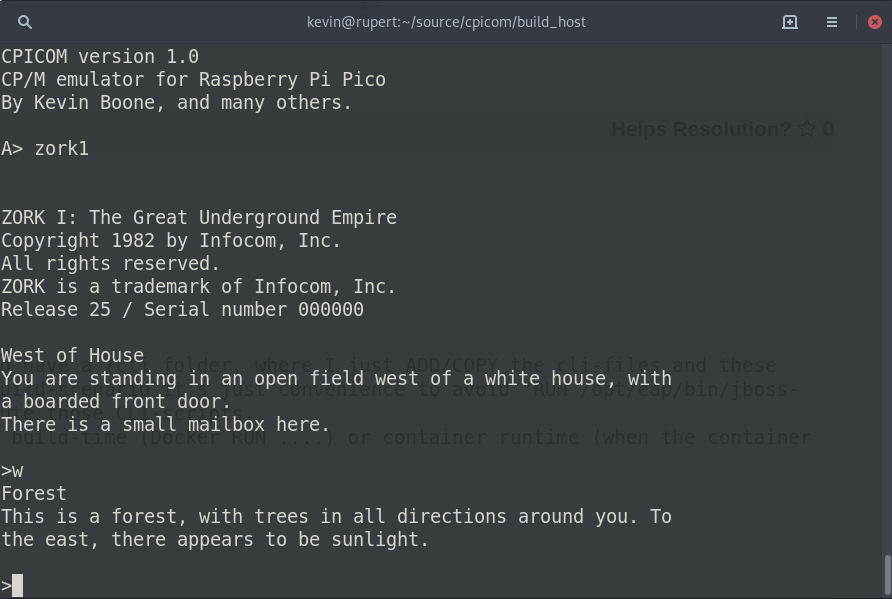 kevin@rupert:~/source/cpicom/build_host
CPICOM version 1.0
CP/M emulator for Raspberry Pi Pico
By Kevin Boone, and many others.
Helps Resolution? ☆ 0
A> zork1
ZORK I: The Great Underground Empire
Copyright 1982 by Infocom, Inc.
All rights reserved.
ZORK is a trademark of Infocom, Inc.
Release 25 / Serial number 000000
West of House
folder, where I just ADD/COPY the cli-files and these
You are standing in an open field west of a white house, with
just convenience to avoid "RUN /opt/eap/bin/jboss-
a boarded front door.
There is a small mailbox here.
build-time (Docker RUN ....) or container runtime (when the container
>w
Forest
This is a forest, with trees in all directions around you. To
the east, there appears to be sunlight.
>